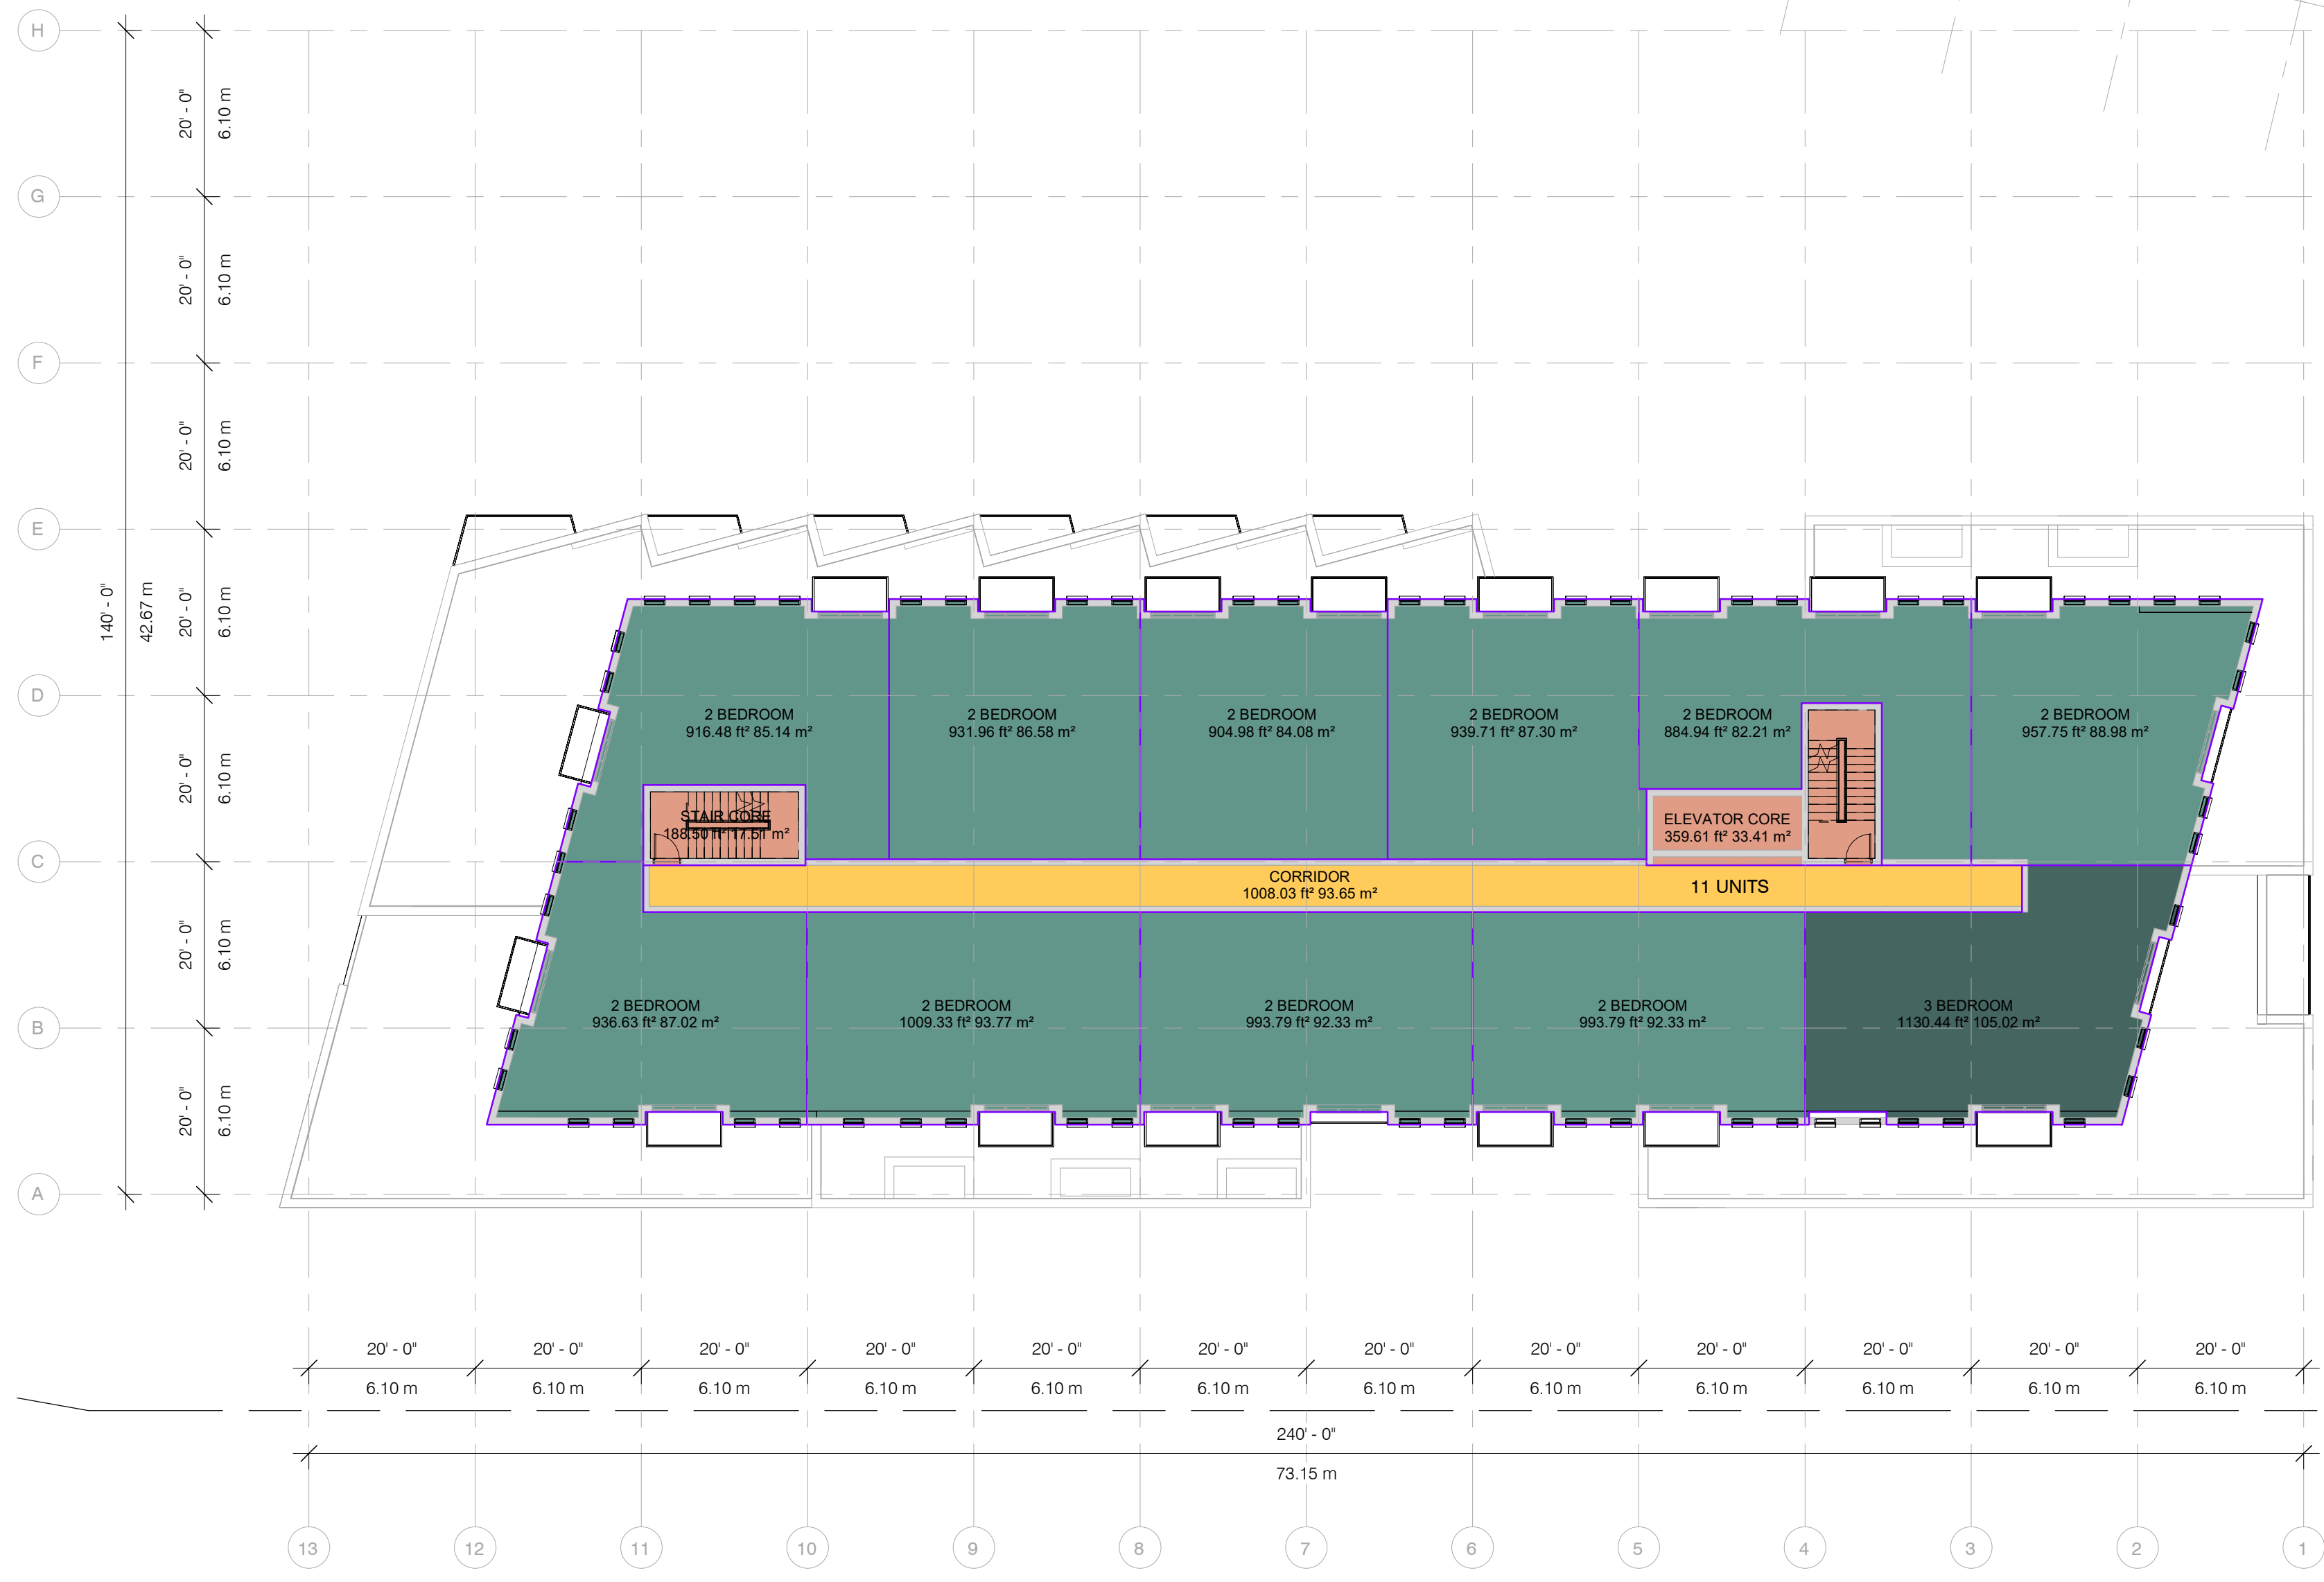 H
G
F
E
D
C
B
A
20' - 0"
6.10 m
20' - 0"
6.10 m
20' - 0"
6.10 m
20' - 0"
6.10 m
20' - 0"
6.10 m
20' - 0"
6.10 m
20' - 0"
6.10 m
140' - 0"
42.67 m
2 BEDROOM
916.48 ft² 85.14 m²
2 BEDROOM
931.96 ft² 86.58 m²
2 BEDROOM
904.98 ft² 84.08 m²
2 BEDROOM
939.71 ft² 87.30 m²
2 BEDROOM
884.94 ft² 82.21 m²
2 BEDROOM
957.75 ft² 88.98 m²
STAIR CORE
188.50 ft² 17.51 m²
ELEVATOR CORE
359.61 ft² 33.41 m²
CORRIDOR
1008.03 ft² 93.65 m²
11 UNITS
2 BEDROOM
936.63 ft² 87.02 m²
2 BEDROOM
1009.33 ft² 93.77 m²
2 BEDROOM
993.79 ft² 92.33 m²
2 BEDROOM
993.79 ft² 92.33 m²
3 BEDROOM
1130.44 ft² 105.02 m²
20' - 0" 20' - 0" 20' - 0" 20' - 0" 20' - 0" 20' - 0" 20' - 0" 20' - 0" 20' - 0" 20' - 0" 20' - 0" 20' - 0"
6.10 m 6.10 m 6.10 m 6.10 m 6.10 m 6.10 m 6.10 m 6.10 m 6.10 m 6.10 m 6.10 m 6.10 m
240' - 0"
73.15 m
13 12 11 10 9 8 7 6 5 4 3 2 1